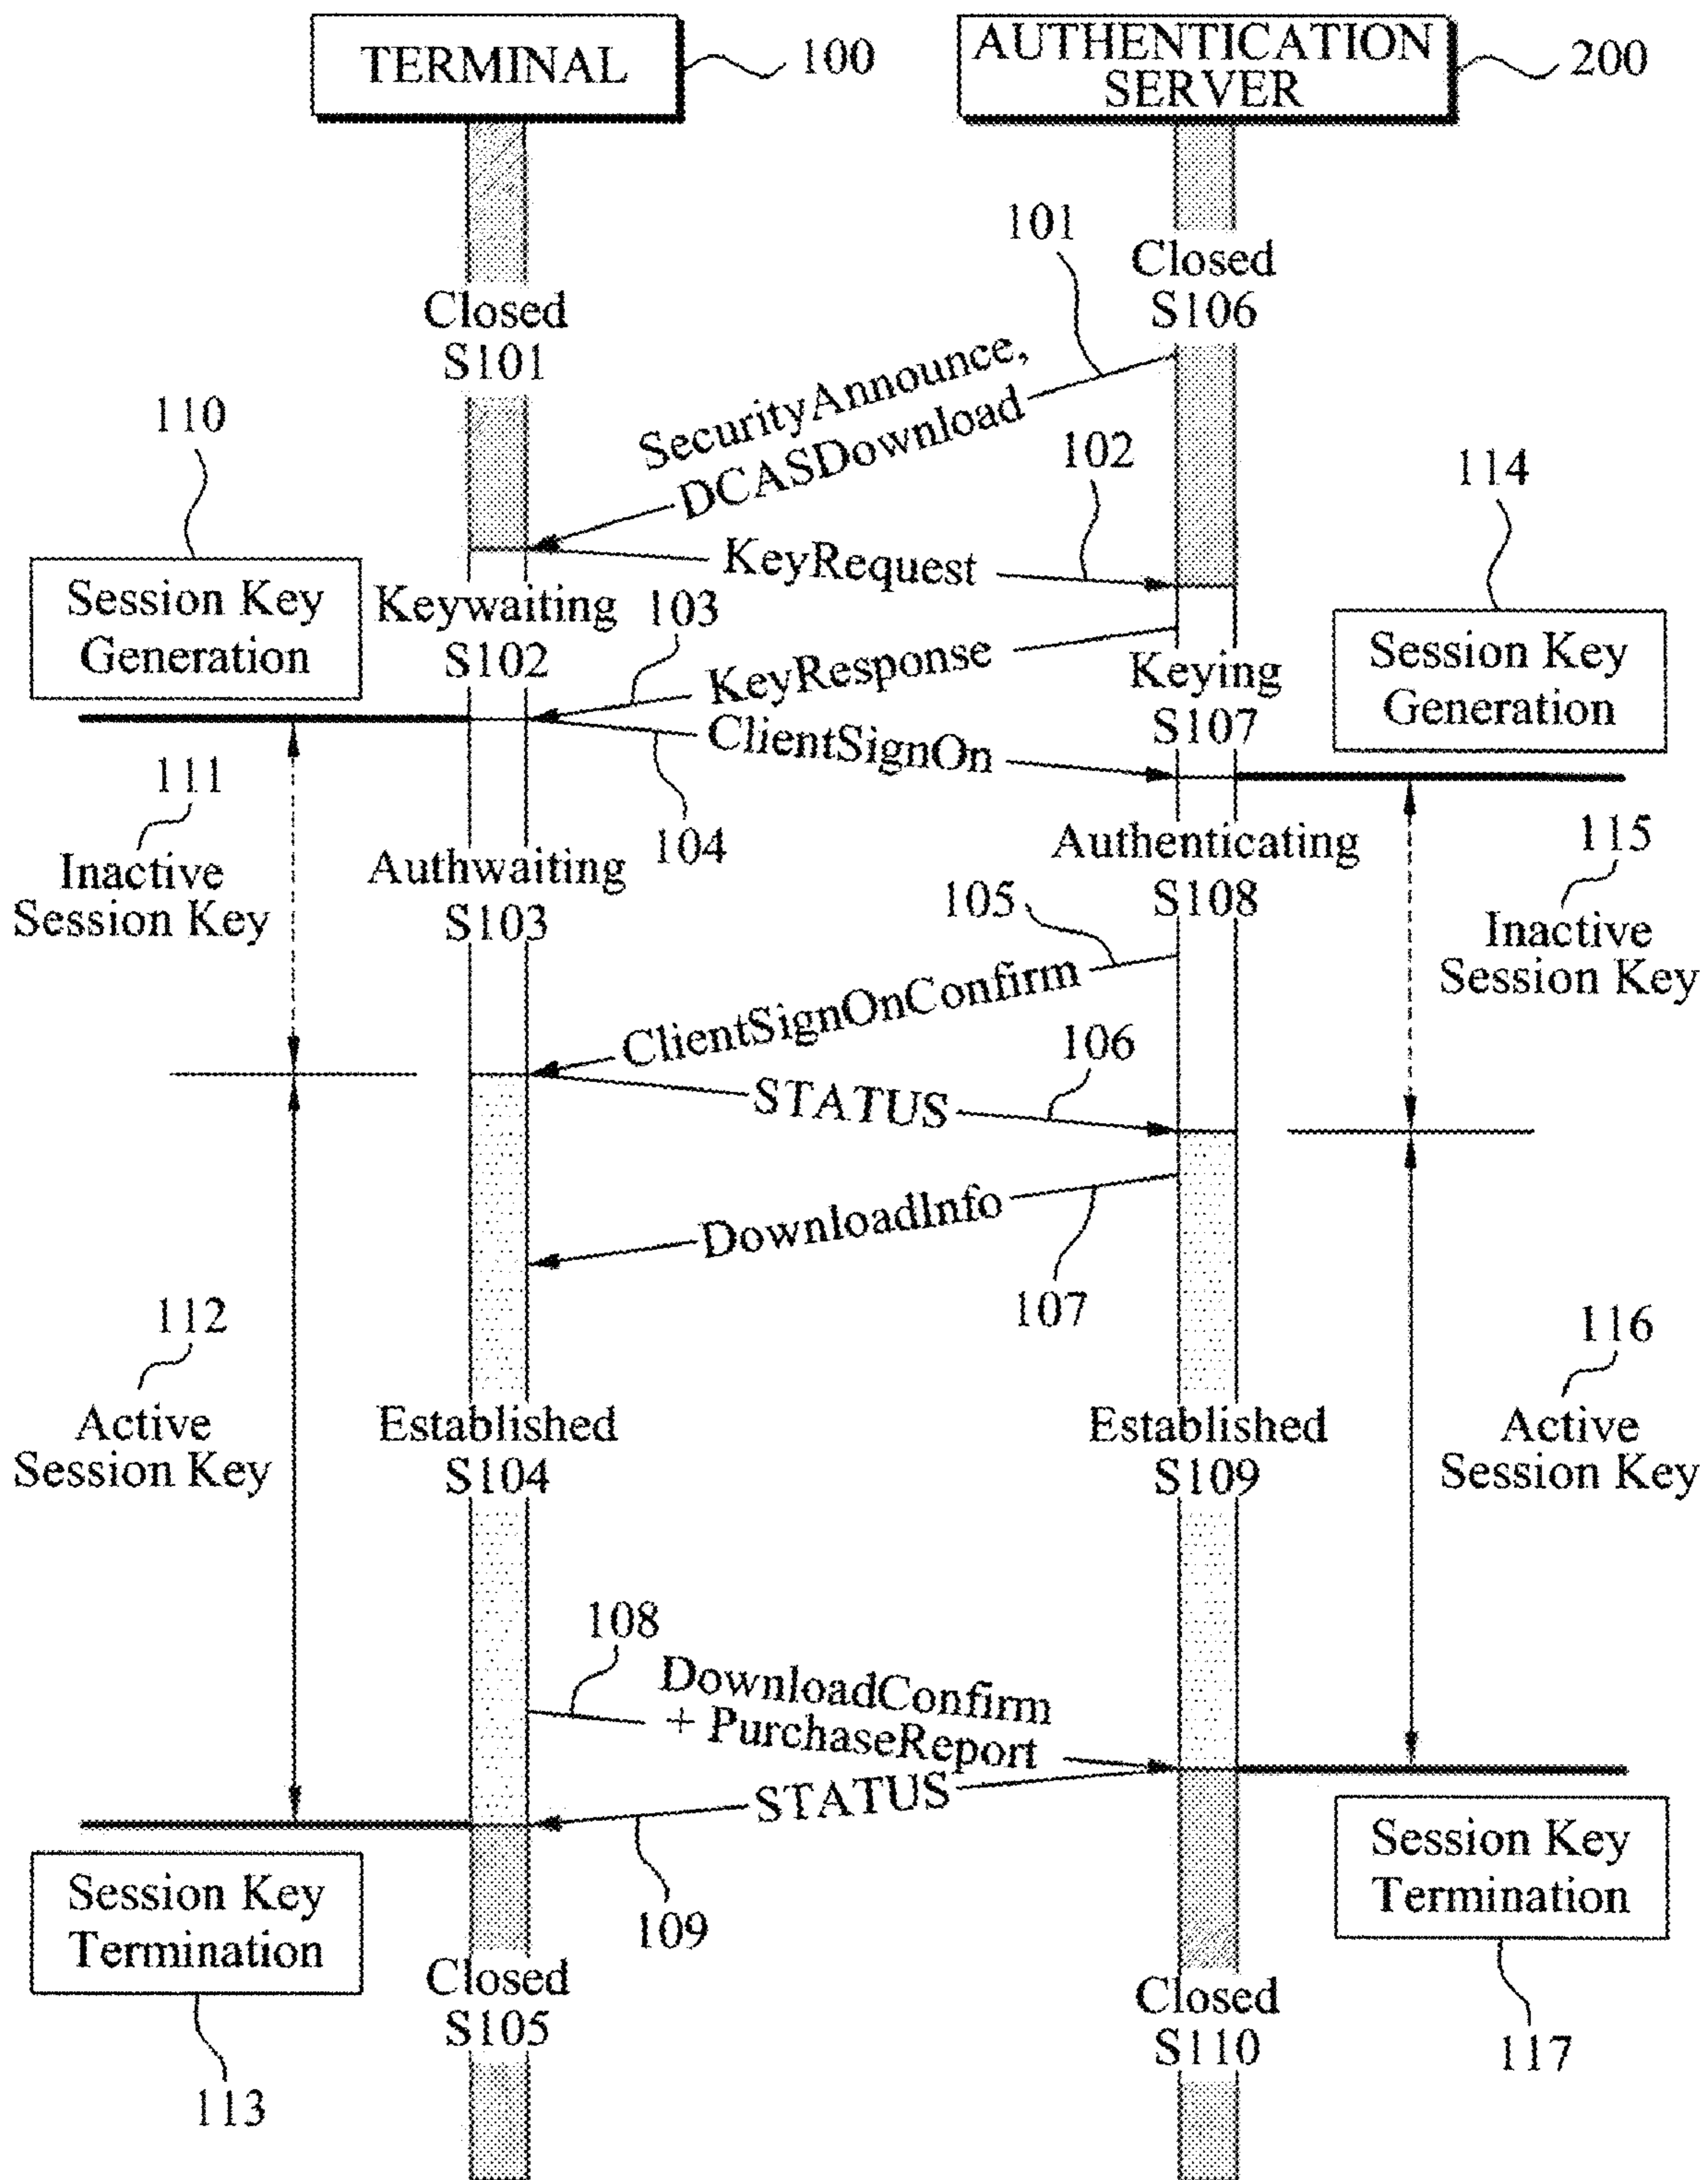 TERMINAL
100
AUTHENTICATION
SERVER
200
101
Closed
S106
Closed
S101
SecurityAnnounce,
DCASDownload
110
102
114
KeyRequest
Session Key
Generation
Keywaiting
S102
103
KeyResponse
Session Key
Generation
Keying
S107
ClientSignOn
104
111
Inactive
Session Key
Authwaiting
S103
Authenticating
S108
115
Inactive
Session Key
105
ClientSignOnConfirm
106
STATUS
DownloadInfo
107
112
Active
Session Key
Established
S104
Established
S109
116
Active
Session Key
108
DownloadConfirm
+ PurchaseReport
STATUS
109
Session Key
Termination
Session Key
Termination
Closed
S105
Closed
S110
113
117